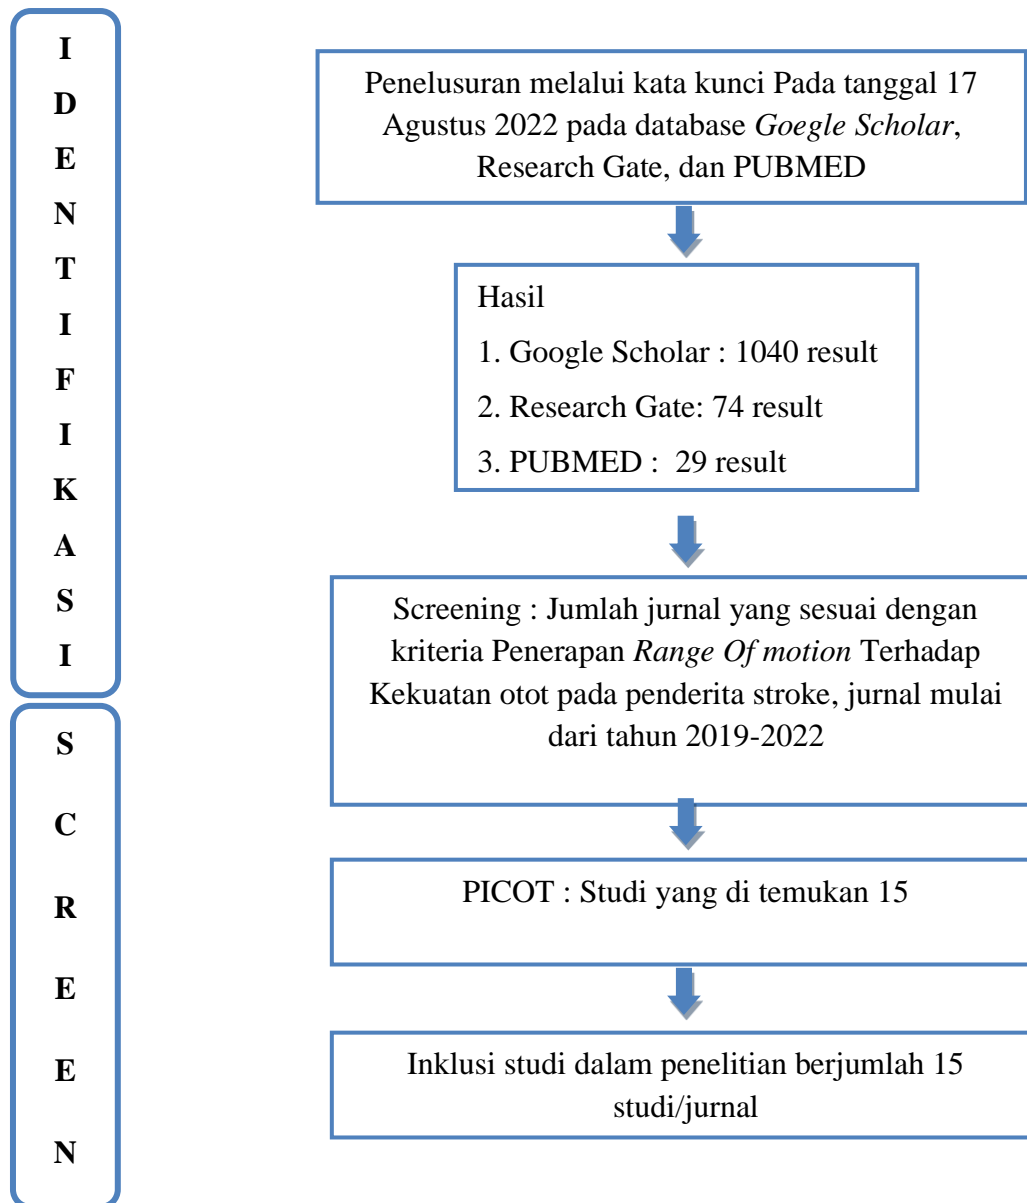 I
D
E
N
T
I
F
I
K
A
S
I
Penelusuran melalui kata kunci Pada tanggal 17
Agustus 2022 pada database Goegle Scholar,
Research Gate, dan PUBMED
Hasil
1. Google Scholar : 1040 result
2. Research Gate: 74 result
3. PUBMED :  29 result
Screening : Jumlah jurnal yang sesuai dengan
kriteria Penerapan Range Of motion Terhadap
Kekuatan otot pada penderita stroke, jurnal mulai
dari tahun 2019-2022
S
C
R
E
E
N
PICOT : Studi yang di temukan 15
Inklusi studi dalam penelitian berjumlah 15
studi/jurnal